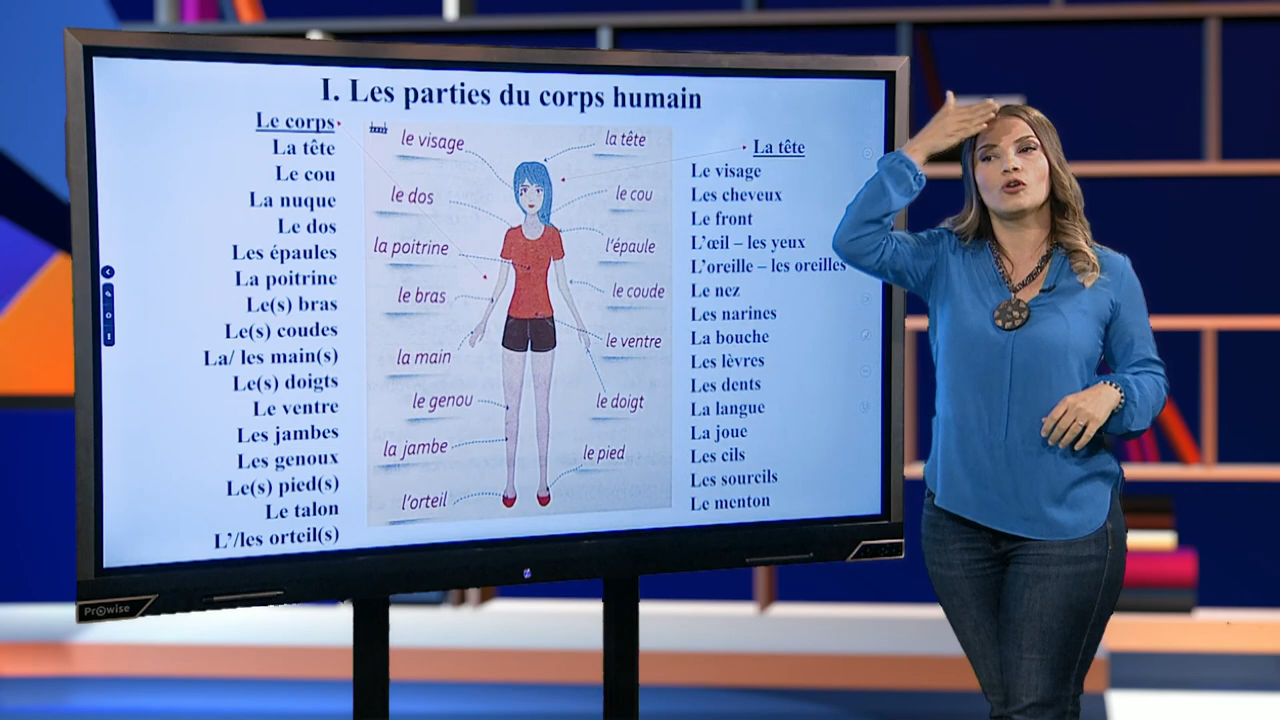 I. Les parties du corps humain
Le corps
La tête
Le cou
La nuque
Le dos
Les épaules
La poitrine
Le(s) bras
Le(s) coudes
La/ les main(s)
Le(s) doigts
Le ventre
Les jambes
Les genoux
Le(s) pied(s)
Le talon
L’/les orteil(s)
le visage
la tête
le dos
le cou
la poitrine
l'épaule
le bras
le coude
la main
le ventre
le genou
le doigt
la jambe
le pied
l'orteil
La tête
Le visage
Les cheveux
Le front
L’œil – les yeux
L’oreille – les oreilles
Le nez
Les narines
La bouche
Les lèvres
Les dents
La langue
La joue
Les cils
Les sourcils
Le menton
Prowise